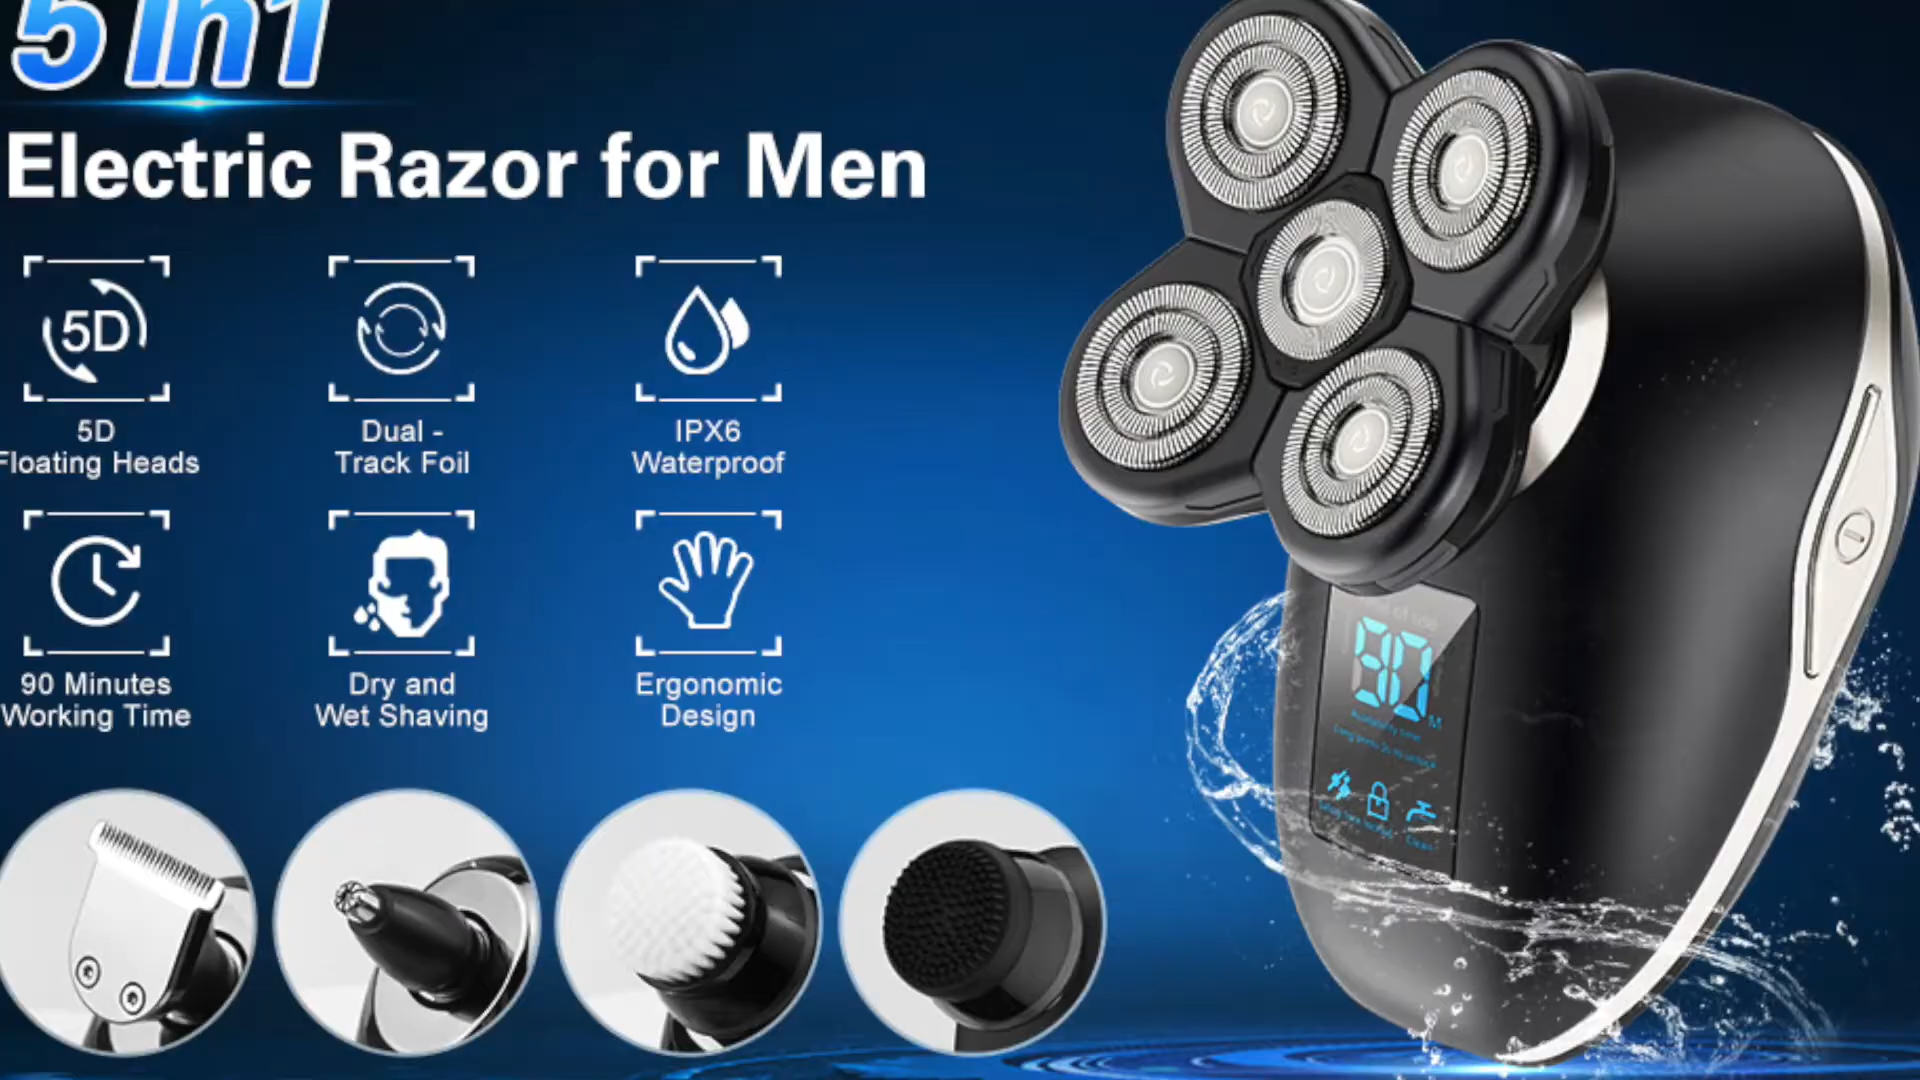 5 in 1
Electric Razor for Men
5D
5D
Floating Heads
Dual -
Track Foil
IPX6
Waterproof
90 Minutes
Working Time
Dry and
Wet Shaving
Ergonomic
Design
90
Clean